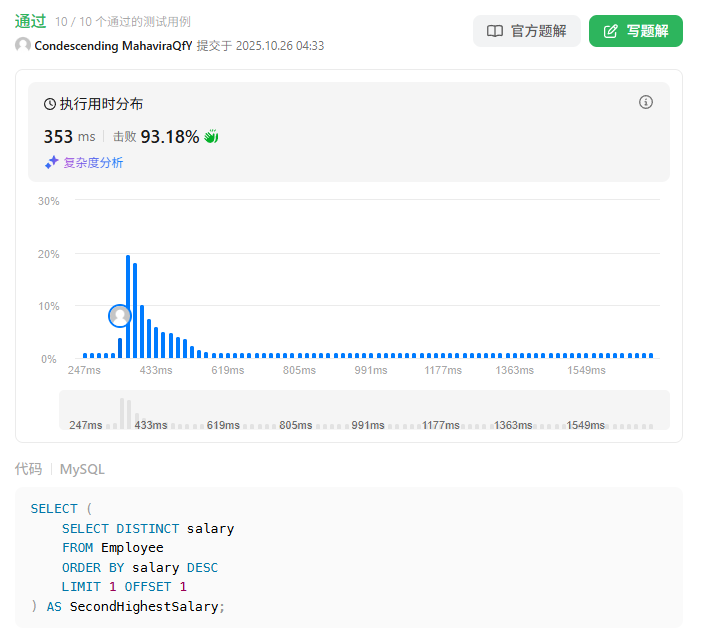 通过 10 / 10 个通过的测试用例
官方题解
写题解
Condescending MahaviraQfY 提交于 2025.10.26 04:33
执行用时分布
353 ms 击败 93.18%
复杂度分析
30%
20%
10%
0%
247ms 433ms 619ms 805ms 991ms 1177ms 1363ms 1549ms
247ms 433ms 619ms 805ms 991ms 1177ms 1363ms 1549ms
代码 MySQL
SELECT (
    SELECT DISTINCT salary
    FROM Employee
    ORDER BY salary DESC
    LIMIT 1 OFFSET 1
) AS SecondHighestSalary;